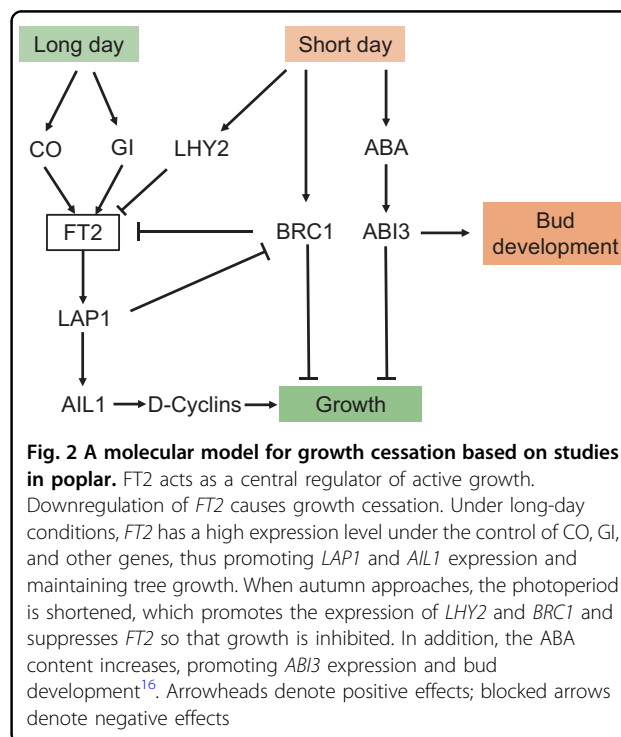 Long day
Short day
CO
GI
LHY2
ABA
FT2
BRC1
ABI3
Bud
development
LAP1
AIL1
D-Cyclins
Growth
Fig. 2 A molecular model for growth cessation based on studies
in poplar. FT2 acts as a central regulator of active growth.
Downregulation of FT2 causes growth cessation. Under long-day
conditions, FT2 has a high expression level under the control of CO, GI,
and other genes, thus promoting LAP1 and AIL1 expression and
maintaining tree growth. When autumn approaches, the photoperiod
is shortened, which promotes the expression of LHY2 and BRC1 and
suppresses FT2 so that growth is inhibited. In addition, the ABA
content increases, promoting ABI3 expression and bud
development16. Arrowheads denote positive effects; blocked arrows
denote negative effects